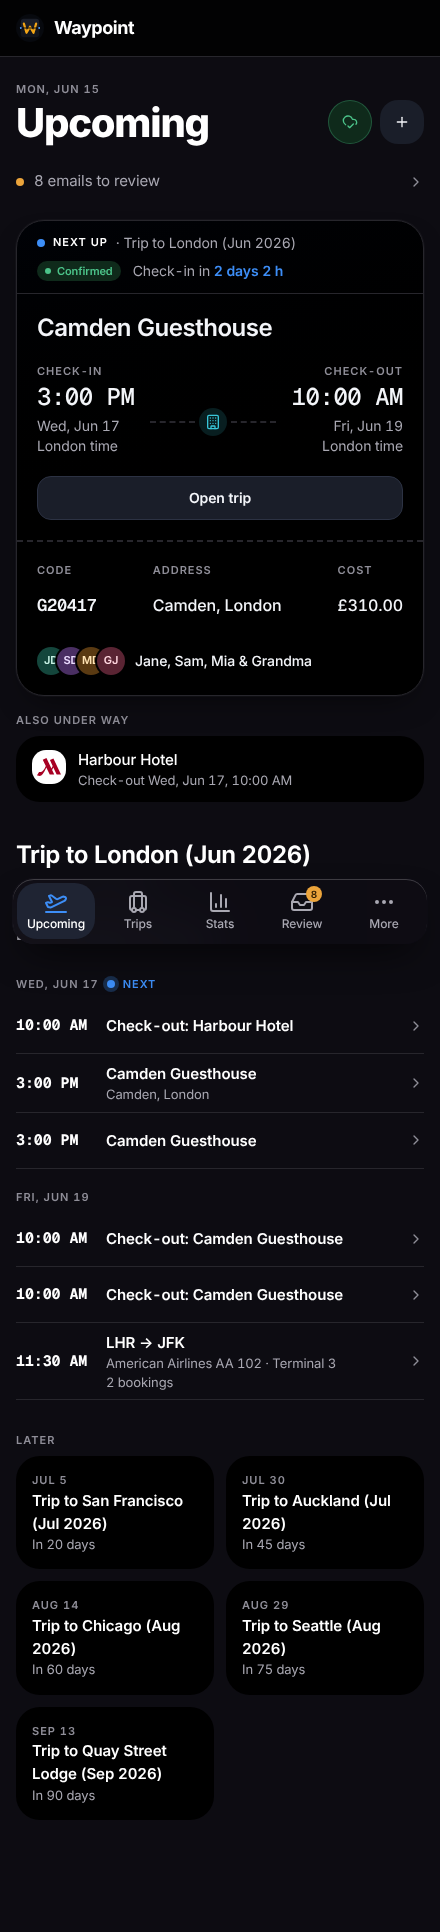 Waypoint
MON, JUN 15
Upcoming
8 emails to review
NEXT UP · Trip to London (Jun 2026)
Confirmed Check-in in 2 days 2 h
Camden Guesthouse
CHECK-IN CHECK-OUT
3:00 PM 10:00 AM
Wed, Jun 17 Fri, Jun 19
London time London time
Open trip
CODE ADDRESS COST
G20417 Camden, London £310.00
GJ Jane, Sam, Mia & Grandma
ALSO UNDER WAY
Harbour Hotel
Check-out Wed, Jun 17, 10:00 AM
Trip to London (Jun 2026)
8
Upcoming Trips Stats Review More
WED, JUN 17 NEXT
10:00 AM Check-out: Harbour Hotel
3:00 PM Camden Guesthouse
Camden, London
3:00 PM Camden Guesthouse
FRI, JUN 19
10:00 AM Check-out: Camden Guesthouse
10:00 AM Check-out: Camden Guesthouse
11:30 AM LHR → JFK
American Airlines AA 102 · Terminal 3
2 bookings
LATER
JUL 5
Trip to San Francisco
(Jul 2026)
In 20 days
JUL 30
Trip to Auckland (Jul
2026)
In 45 days
AUG 14
Trip to Chicago (Aug
2026)
In 60 days
AUG 29
Trip to Seattle (Aug
2026)
In 75 days
SEP 13
Trip to Quay Street
Lodge (Sep 2026)
In 90 days